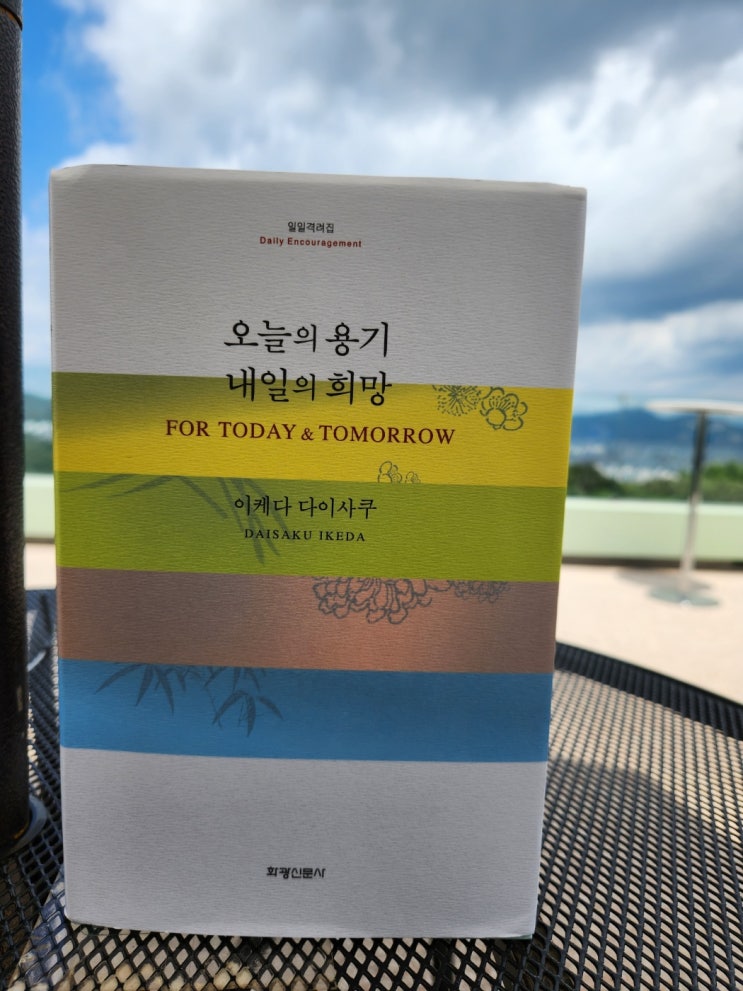 일일격려집
Daily Encouragement
오늘의 용기
내일의 희망
FOR TODAY & TOMORROW
이케다 다이사쿠
DAISAKU IKEDA
화광신문사